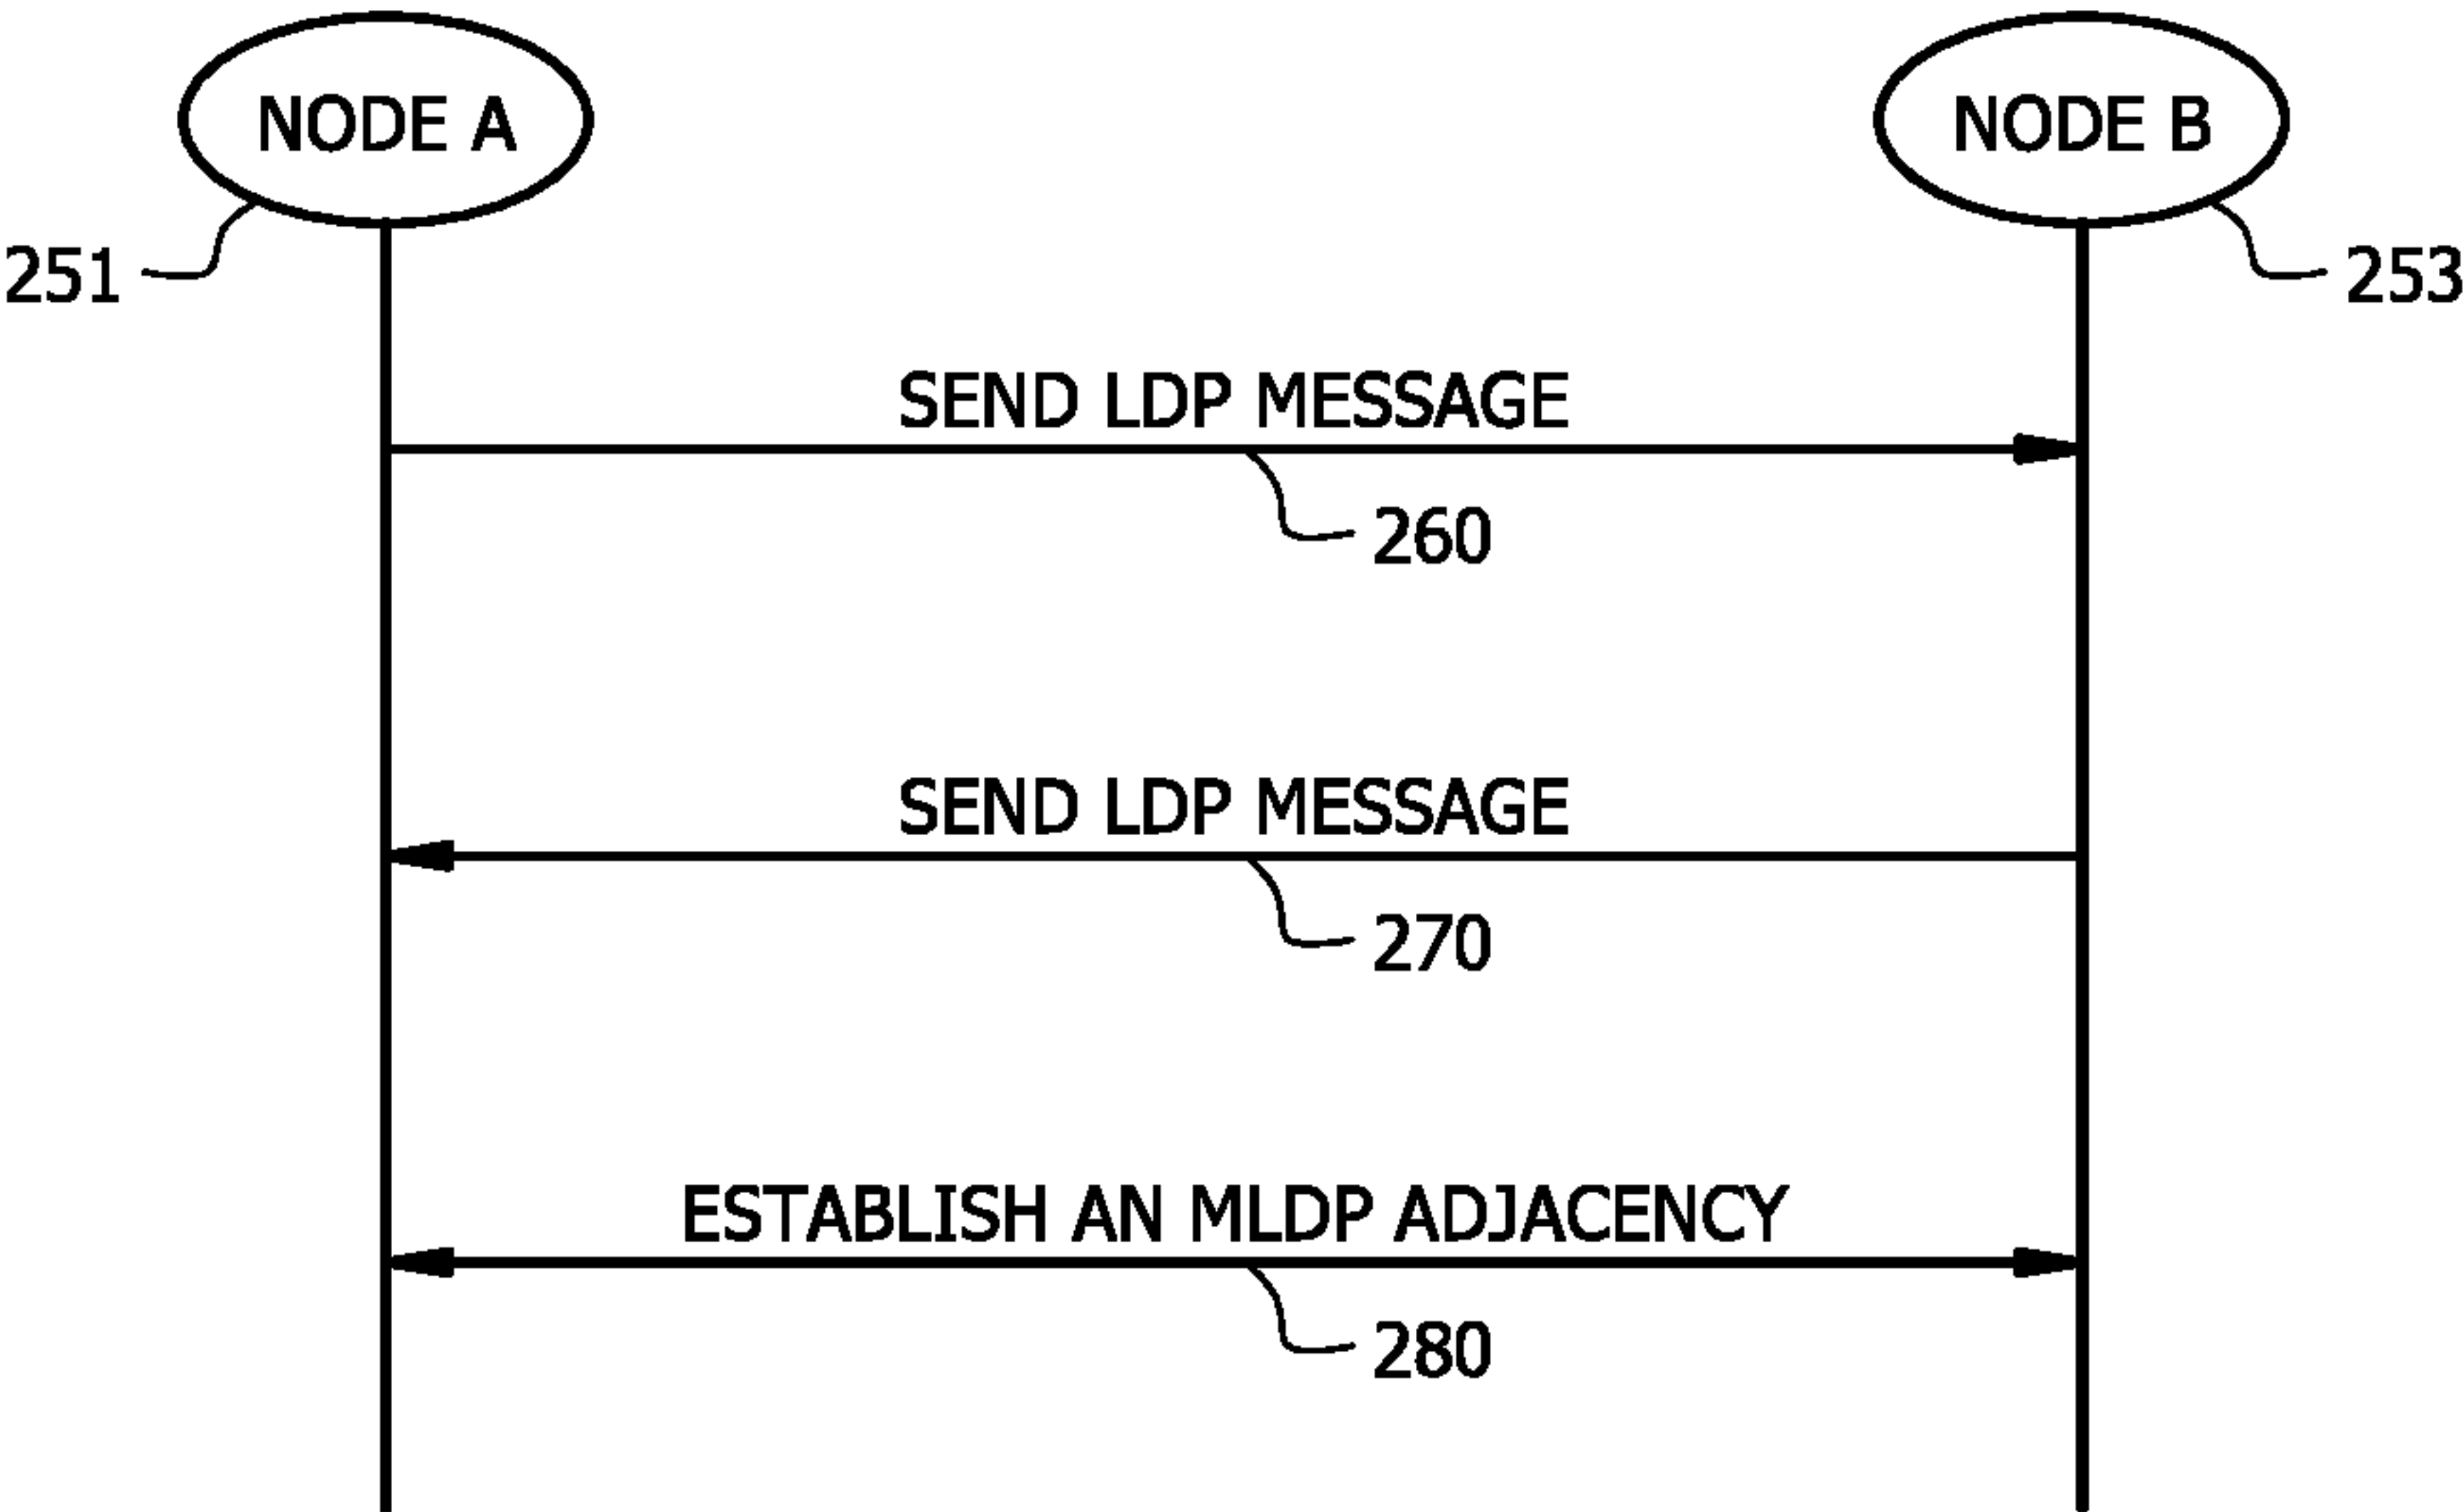 NODE A
NODE B
251
253
SEND LDP MESSAGE
260
SEND LDP MESSAGE
270
ESTABLISH AN MLDP ADJACENCY
280